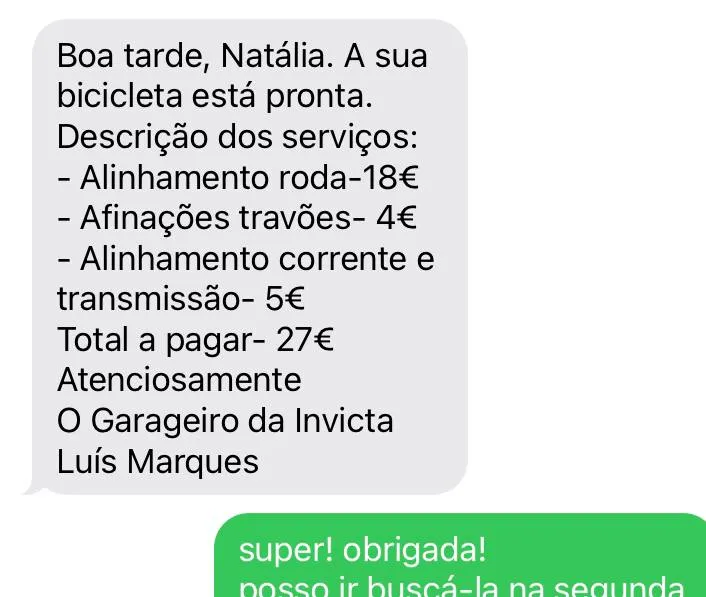 Boa tarde, Natália. A sua
bicicleta está pronta.
Descrição dos serviços:
- Alinhamento roda-18€
- Afinações travões- 4€
- Alinhamento corrente e
transmissão- 5€
Total a pagar- 27€
Atenciosamente
O Garageiro da Invicta
Luís Marques
super! obrigada!
posso ir buscá-la na segunda